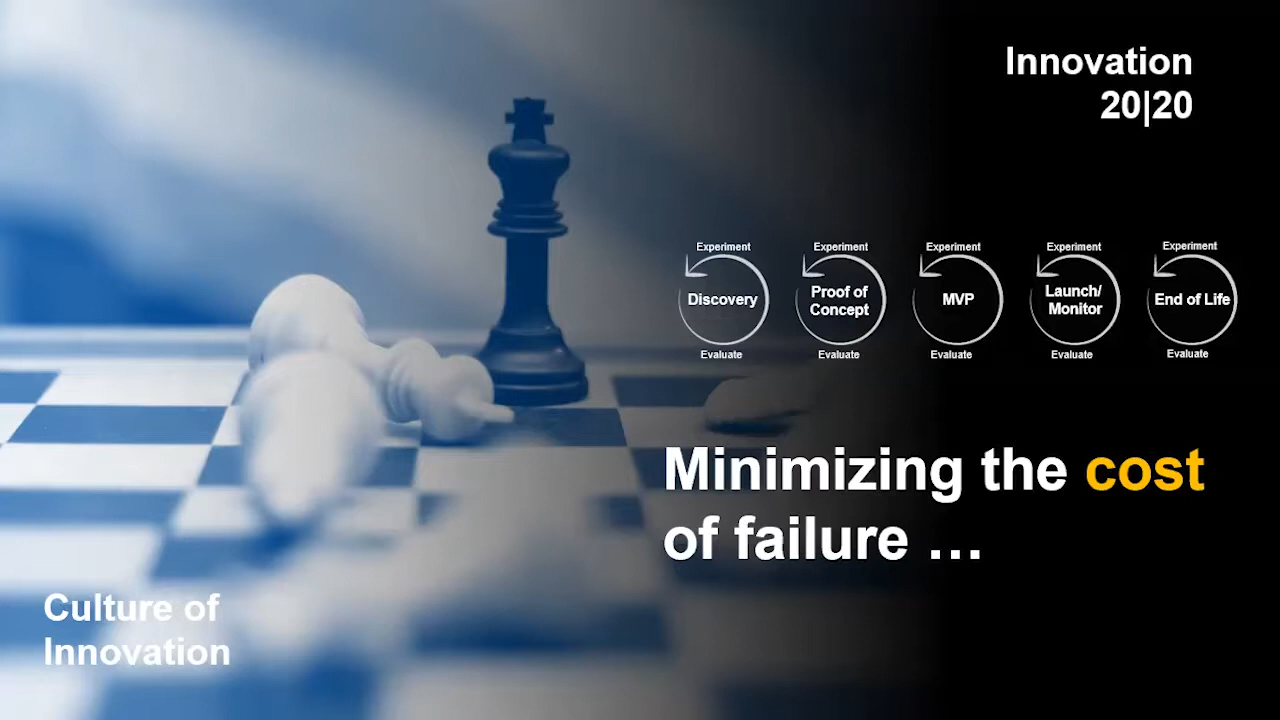 Innovation
20|20
Experiment
Experiment
Experiment
Experiment
Experiment
Discovery
Proof of
Concept
MVP
Launch/
Monitor
End of Life
Evaluate
Evaluate
Evaluate
Evaluate
Evaluate
Minimizing the cost
of failure …
Culture of
Innovation